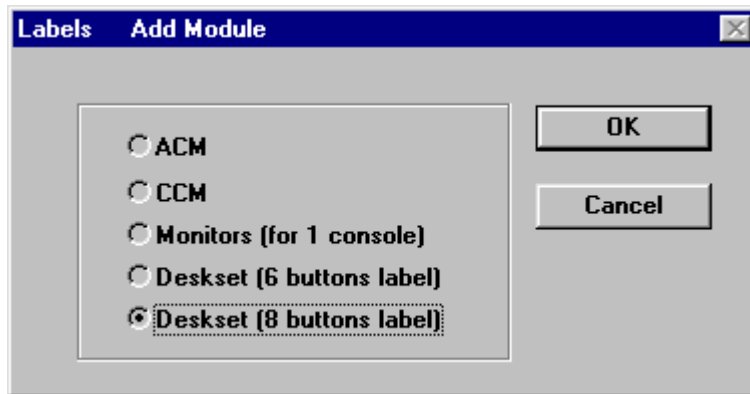 Labels Add Module
ACM
CCM
Monitors (for 1 console)
Deskset (6 buttons label)
Deskset (8 buttons label)
OK
Cancel